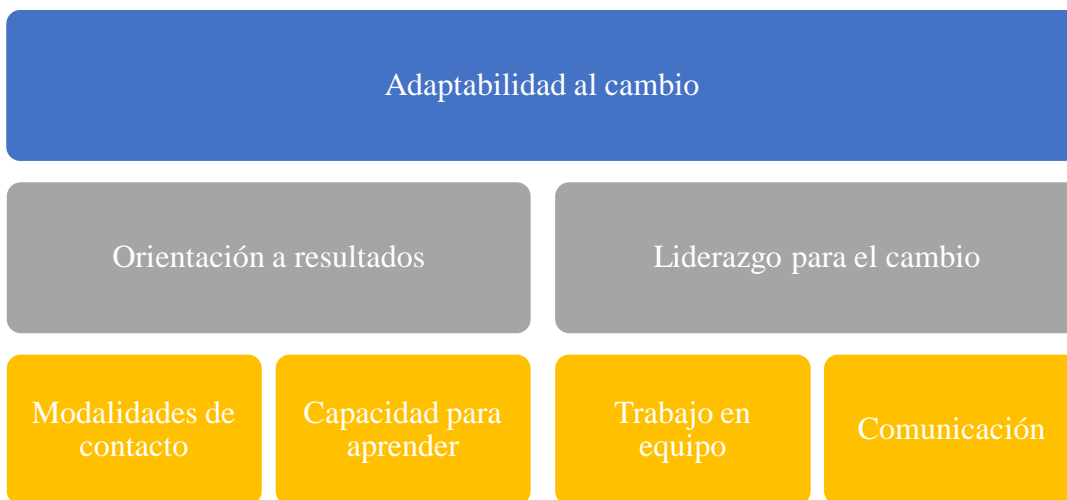 Adaptabilidad al cambio
Orientación a resultados
Liderazgo para el cambio
Modalidades de
contacto
Capacidad para
aprender
Trabajo en
equipo
Comunicación